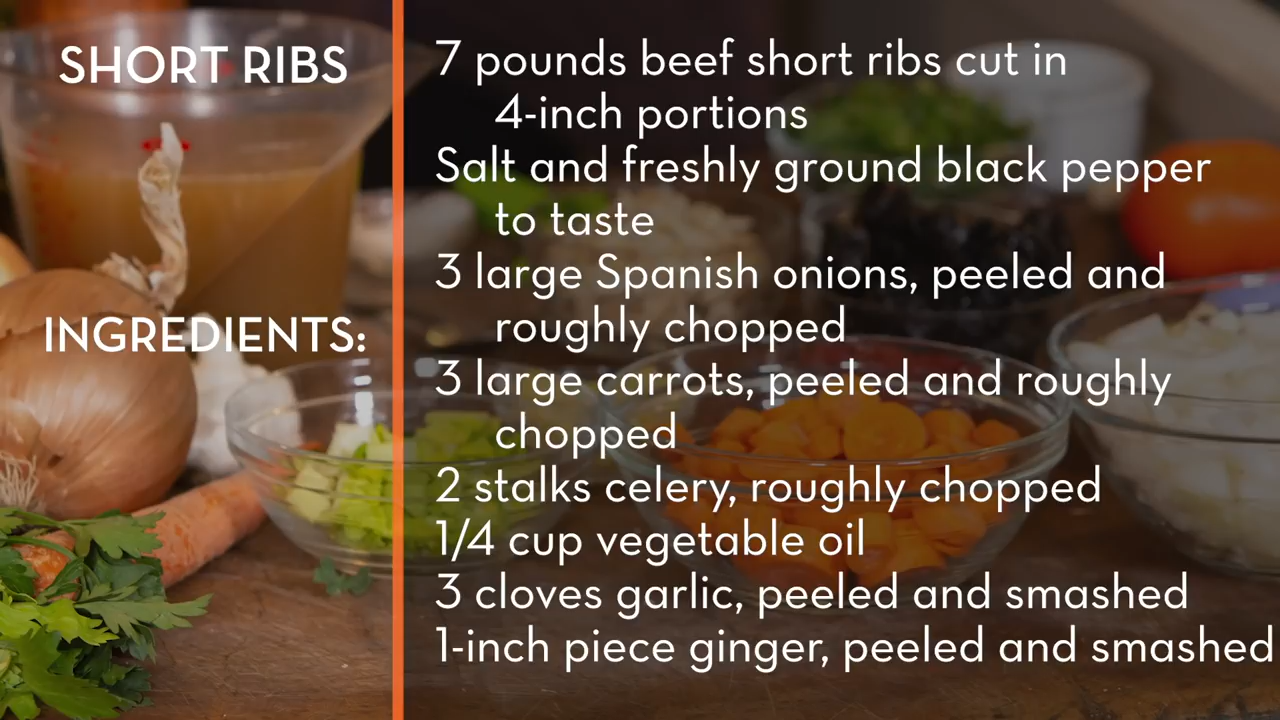 SHORT RIBS
INGREDIENTS:
7 pounds beef short ribs cut in
4-inch portions
Salt and freshly ground black pepper
to taste
3 large Spanish onions, peeled and
roughly chopped
3 large carrots, peeled and roughly
chopped
2 stalks celery, roughly chopped
1/4 cup vegetable oil
3 cloves garlic, peeled and smashed
1-inch piece ginger, peeled and smashed